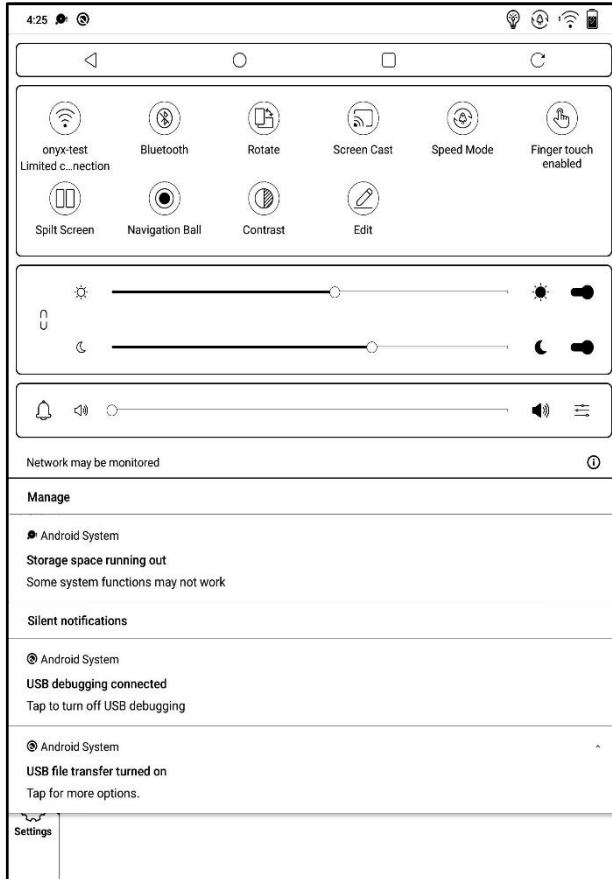 4:25
onyx-test
Limited c...nection
Bluetooth
Rotate
Screen Cast
Speed Mode
Finger touch
enabled
Spilt Screen
Navigation Ball
Contrast
Edit
Network may be monitored
Manage
Android System
Storage space running out
Some system functions may not work
Silent notifications
Android System
USB debugging connected
Tap to turn off USB debugging
Android System
USB file transfer turned on
Tap for more options.
Settings